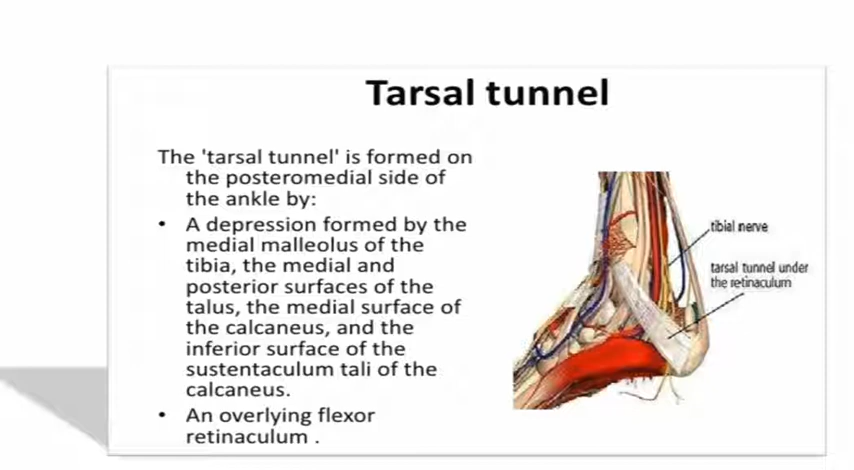 Tarsal tunnel
The 'tarsal tunnel' is formed on
the posteromedial side of
the ankle by:
• A depression formed by the
medial malleolus of the
tibia, the medial and
posterior surfaces of the
talus, the medial surface of
the calcaneus, and the
inferior surface of the
sustentaculum tali of the
calcaneus.
• An overlying flexor
retinaculum .
tibial nerve
tarsal tunnel under
the retinaculum